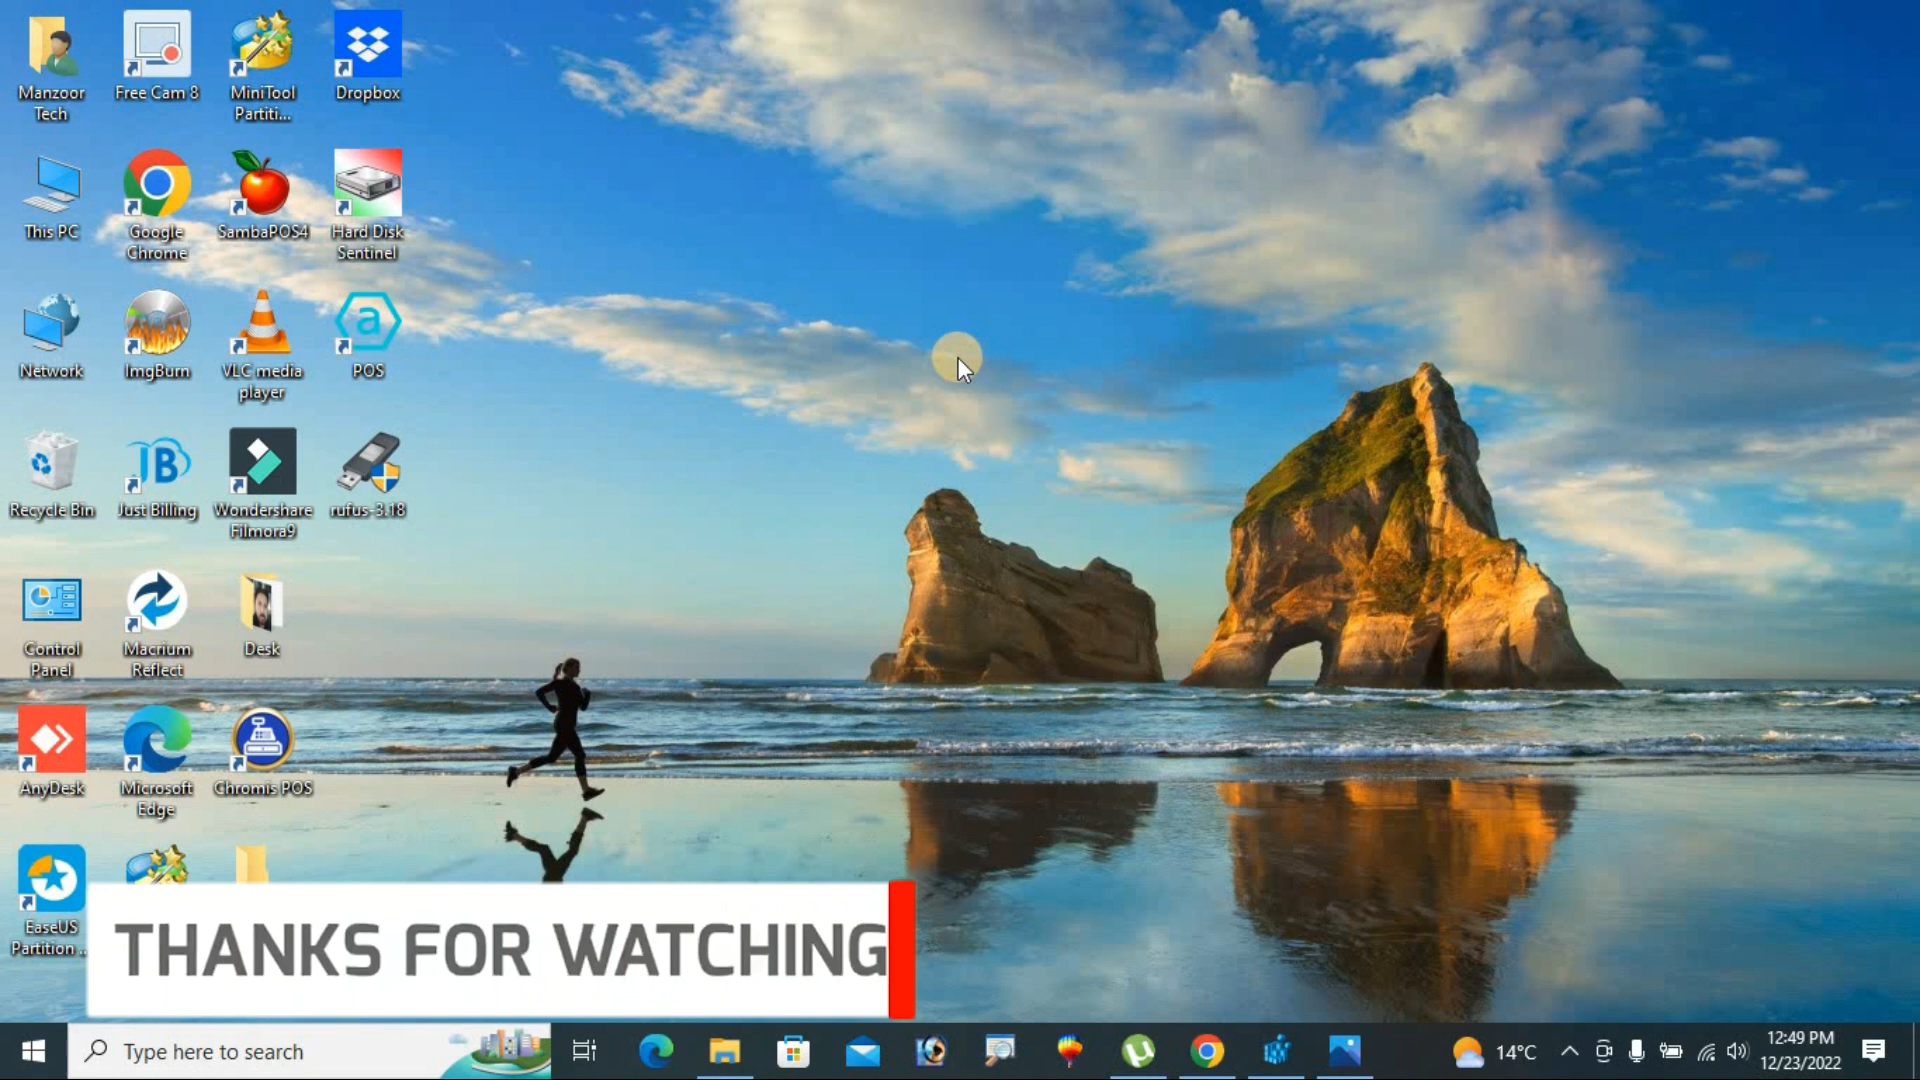 Manzoor
Tech
Free Cam 8
MiniTool
Partiti...
Dropbox
This PC
Google
Chrome
SambaPOS4
Hard Disk
Sentinel
Network
ImgBurn
VLC media
player
a
POS
Recycle Bin
JB
Just Billing
Wondershare
Filmora9
rufus-3.18
Control
Panel
Macrium
Reflect
Desk
AnyDesk
Microsoft
Edge
Chromis POS
EaseUS
Partition ..
THANKS FOR WATCHING
Type here to search
14°C
12:49 PM
12/23/2022